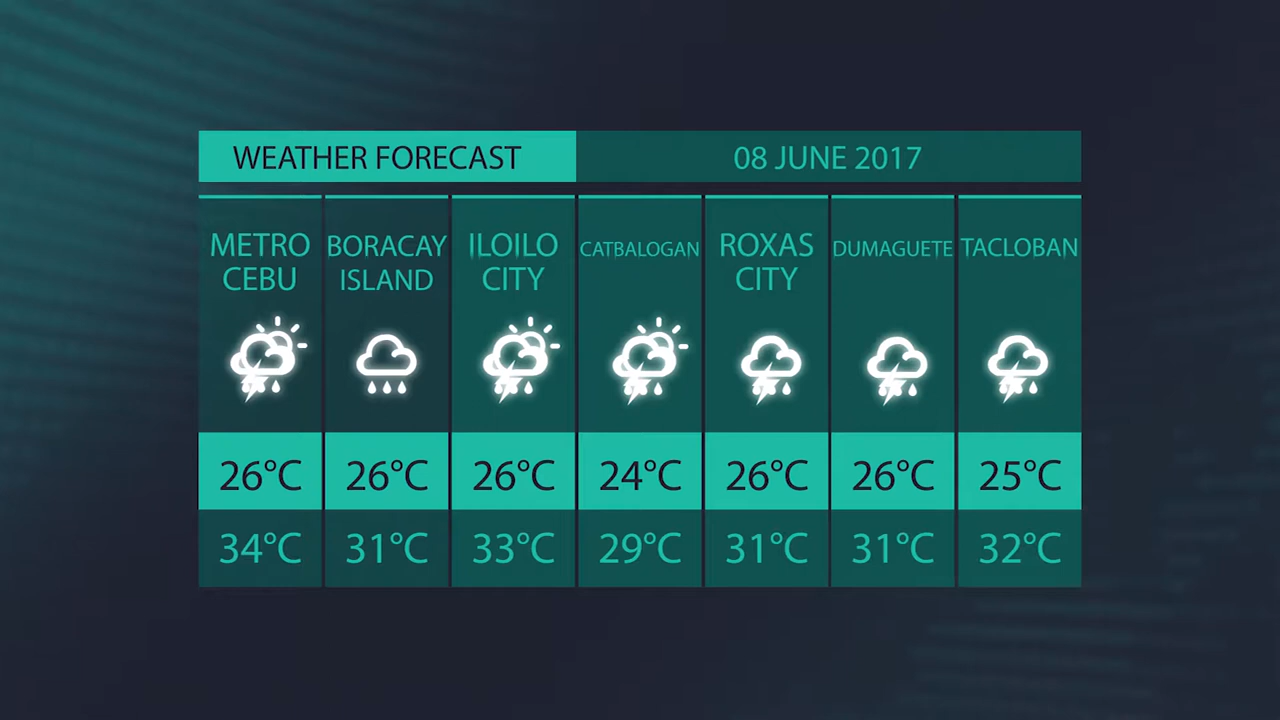 WEATHER FORECAST
08 JUNE 2017
METRO
CEBU
BORACAY
ISLAND
ILOILO
CITY
CATBALOGAN
ROXAS
CITY
DUMAGUETE
TACLOBAN
26°C 26°C 26°C 24°C 26°C 26°C 25°C
34°C 31°C 33°C 29°C 31°C 31°C 32°C